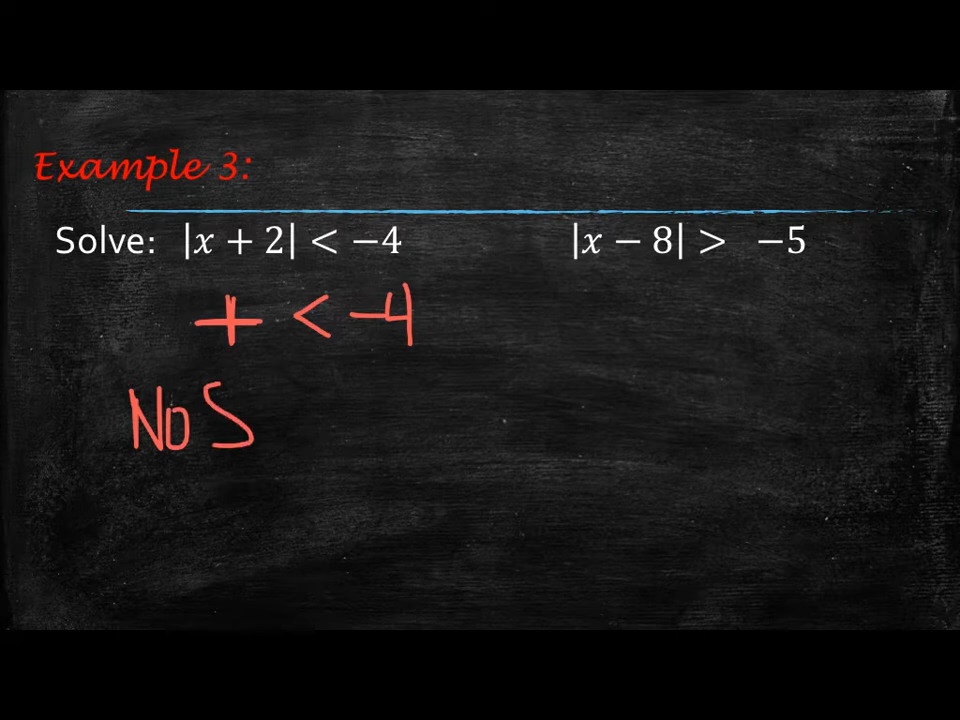 Example 3:
Solve: |x + 2| < −4 |x − 8| > −5
+ < −4
No S